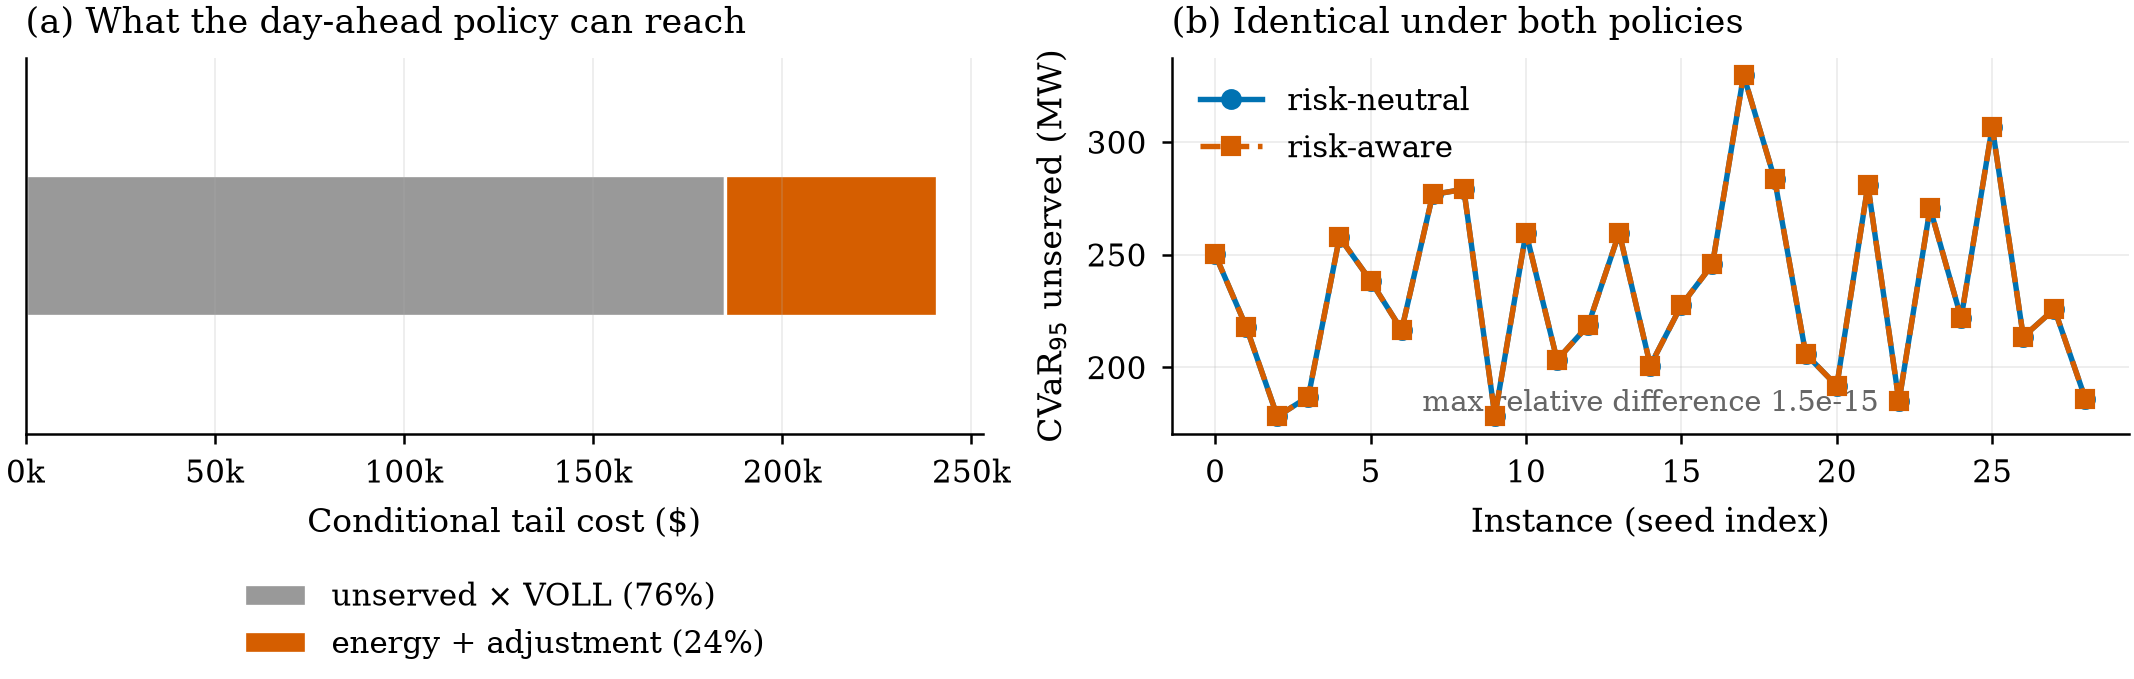 (a) What the day-ahead policy can reach
0k 50k 100k 150k 200k 250k
Conditional tail cost ($)
unserved × VOLL (76%)
energy + adjustment (24%)
(b) Identical under both policies
CVaR₉₅ unserved (MW)
300
250
200
risk-neutral
risk-aware
max relative difference 1.5e-15
0 5 10 15 20 25
Instance (seed index)